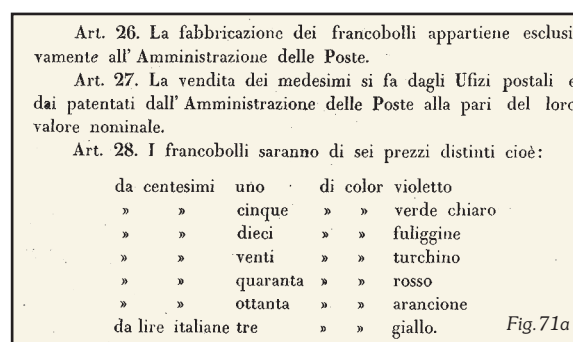 Art. 26. La fabbricazione dei francobolli appartiene esclusi
vamente all'Amministrazione delle Poste.
Art. 27. La vendita dei medesimi si fa dagli Ufizi postali e
dai patentati dall'Amministrazione delle Poste alla pari del loro
valore nominale.
Art. 28. I francobolli saranno di sei prezzi distinti cioè:
da centesimi uno di color violetto
» » cinque » » verde chiaro
» » dieci » » fuliggine
» » venti » » turchino
» » quaranta » » rosso
» » ottanta » » arancione
da lire italiane tre » » giallo.
Fig.71a